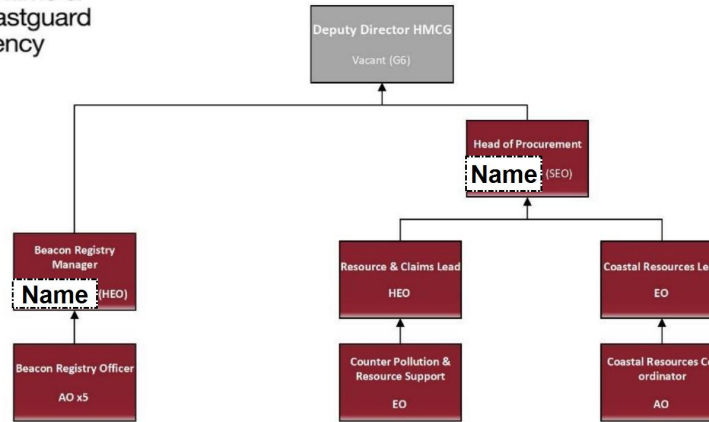 astguard
ency
Deputy Director HMCG
Vacant (G6)
Head of Procurement
Name (SEO)
Beacon Registry
Manager
Name (HEO)
Resource & Claims Lead
HEO
Coastal Resources Le
EO
Beacon Registry Officer
AO x5
Counter Pollution &
Resource Support
EO
Coastal Resources Co
ordinator
AO